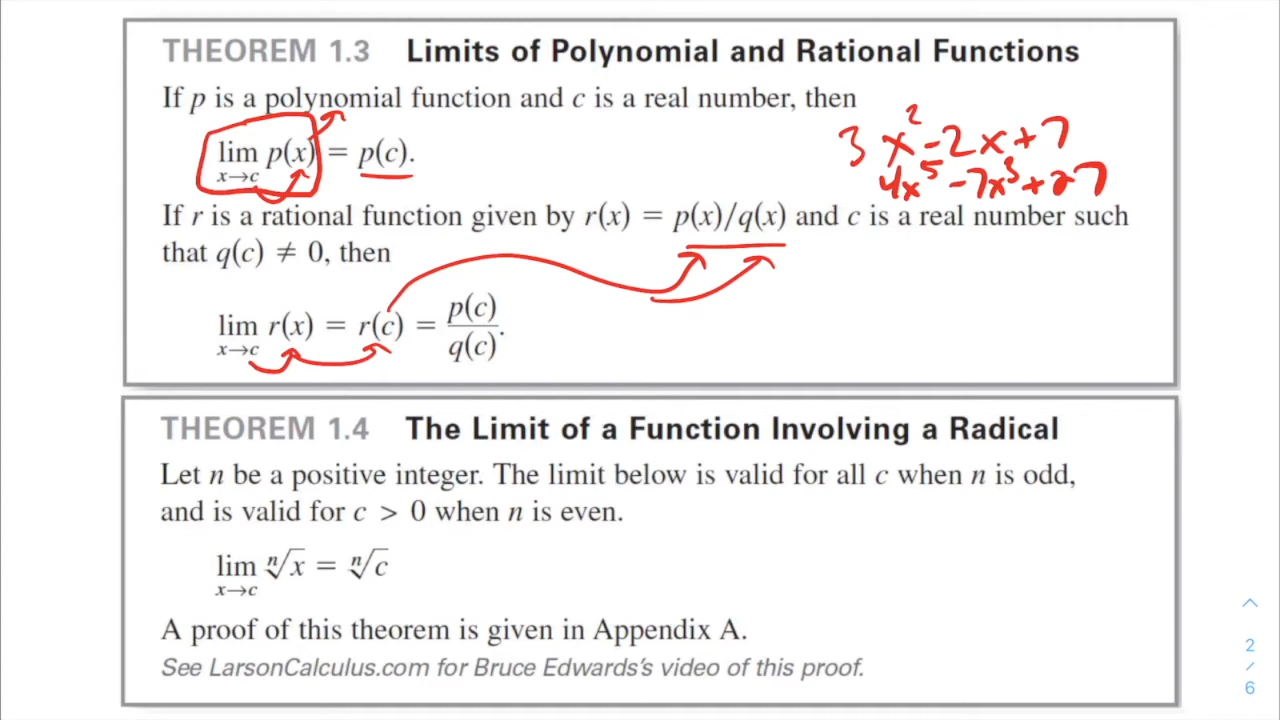 THEOREM 1.3 Limits of Polynomial and Rational Functions
If p is a polynomial function and c is a real number, then
lim p(x) = p(c).
x→c
3x² - 2x + 7
4x⁵ - 7x³ + 27
If r is a rational function given by r(x) = p(x)/q(x) and c is a real number such
that q(c) ≠ 0, then
lim r(x) = r(c) = p(c)/q(c).
x→c
THEOREM 1.4 The Limit of a Function Involving a Radical
Let n be a positive integer. The limit below is valid for all c when n is odd,
and is valid for c > 0 when n is even.
lim ⁿ√x = ⁿ√c
x→c
A proof of this theorem is given in Appendix A.
See LarsonCalculus.com for Bruce Edwards's video of this proof.
2
/
6